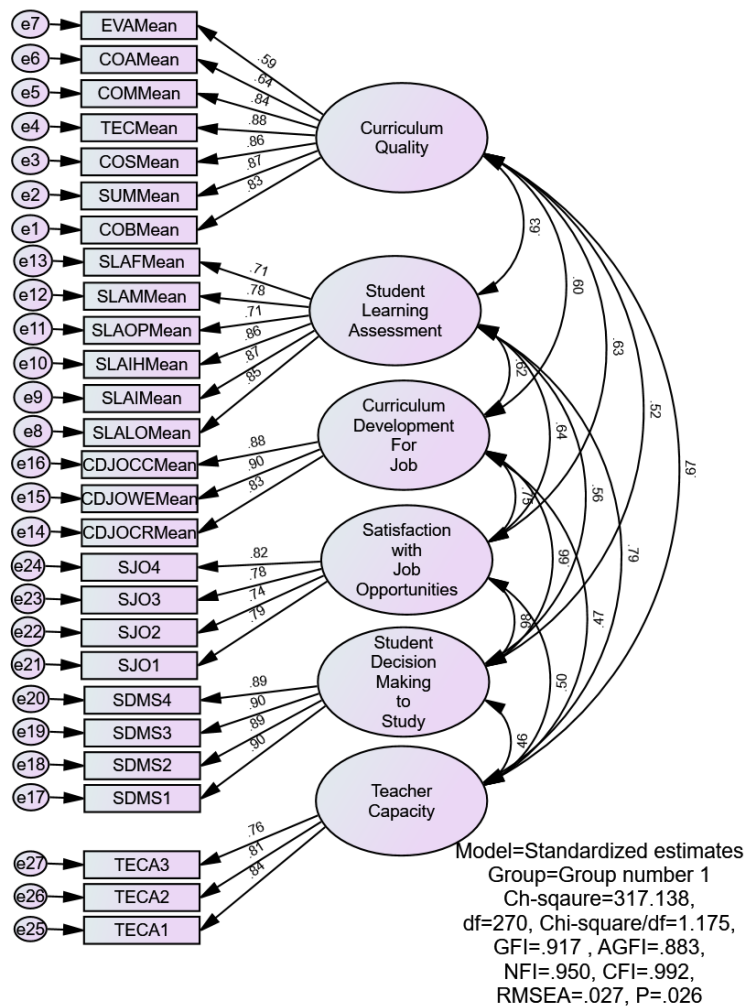 e7
EVAMean
.59
e6
COAMean
.64
e5
COMMean
.84
e4
TECMean
.88
e3
COSMean
.86
e2
SUMMean
.87
e1
COBMean
.83
Curriculum
Quality
e13
SLAFMean
.71
e12
SLAMMean
.78
e11
SLAOPMean
.71
e10
SLAIHMean
.86
e9
SLAIMean
.87
e8
SLALOMean
.85
Student
Learning
Assessment
e16
CDJOCCMean
.88
e15
CDJOWEMean
.90
e14
CDJOCRMean
.83
Curriculum
Development
For
Job
e24
SJO4
.82
e23
SJO3
.78
e22
SJO2
.74
e21
SJO1
.79
Satisfaction
with
Job
Opportunities
e20
SDMS4
.89
e19
SDMS3
.90
e18
SDMS2
.89
e17
SDMS1
.90
Student
Decision
Making
to
Study
e27
TECA3
.76
e26
TECA2
.81
e25
TECA1
.84
Teacher
Capacity
.63
.60
.63
.52
.62
.64
.56
.79
.75
.47
.50
.46
Model=Standardized estimates
Group=Group number 1
Ch-sqaure=317.138,
df=270, Chi-square/df=1.175,
GFI=.917 , AGFI=.883,
NFI=.950, CFI=.992,
RMSEA=.027, P=.026